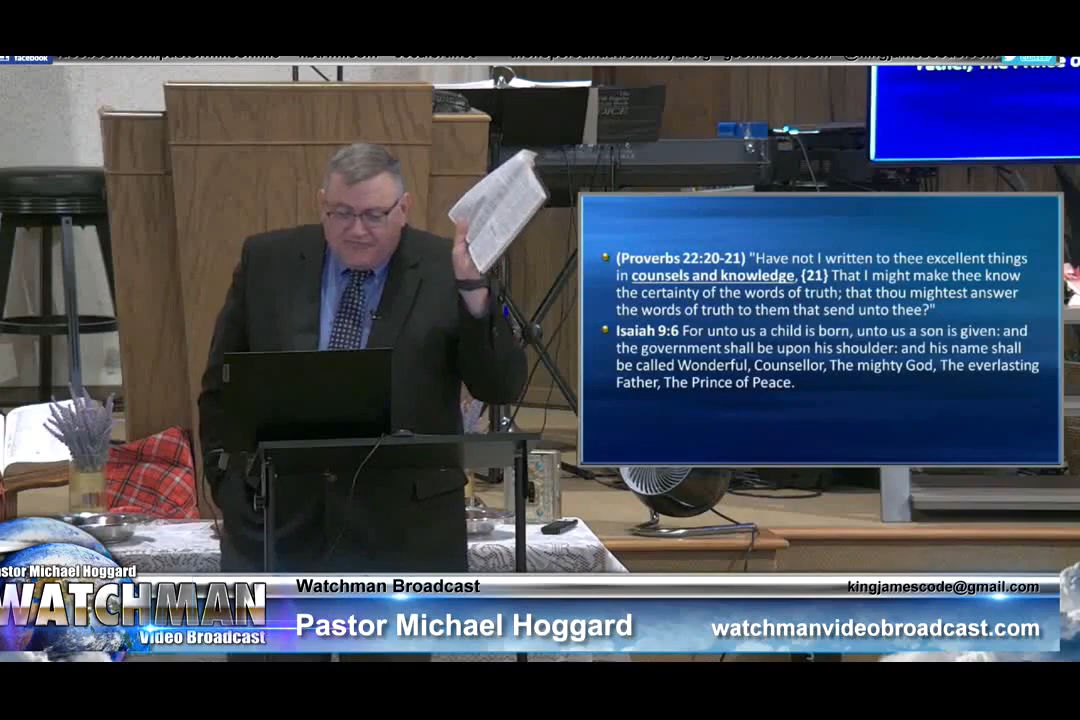 facebook
Father, The Prince o
(Proverbs 22:20-21) "Have not I written to thee excellent things
in counsels and knowledge, {21} That I might make thee know
the certainty of the words of truth; that thou mightest answer
the words of truth to them that send unto thee?"
Isaiah 9:6 For unto us a child is born, unto us a son is given: and
the government shall be upon his shoulder: and his name shall
be called Wonderful, Counsellor, The mighty God, The everlasting
Father, The Prince of Peace.
astor Michael Hoggard
WATCHMAN
Video Broadcast
Watchman Broadcast
kingjamescode@gmail.com
Pastor Michael Hoggard
watchmanvideobroadcast.com